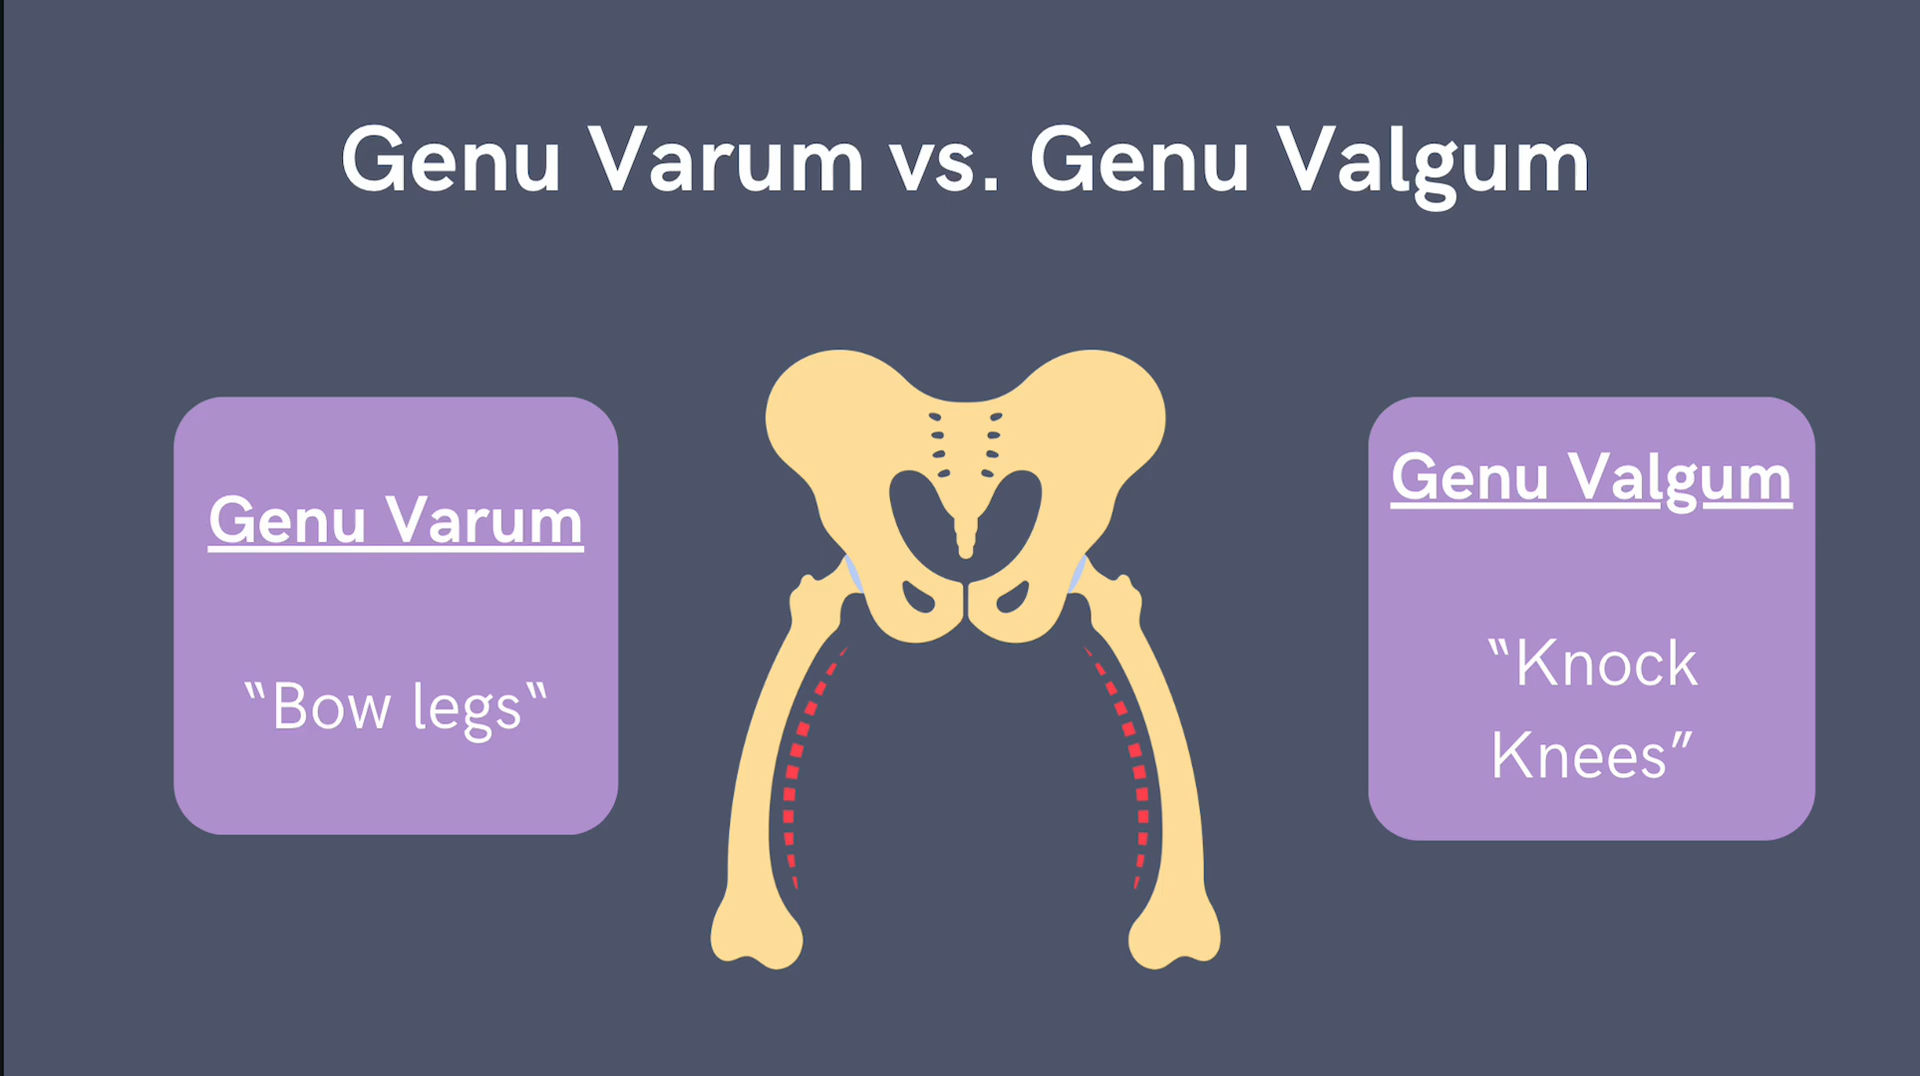 Genu Varum vs. Genu Valgum
Genu Varum
‟Bow legs‟
Genu Valgum
‟Knock
Knees”